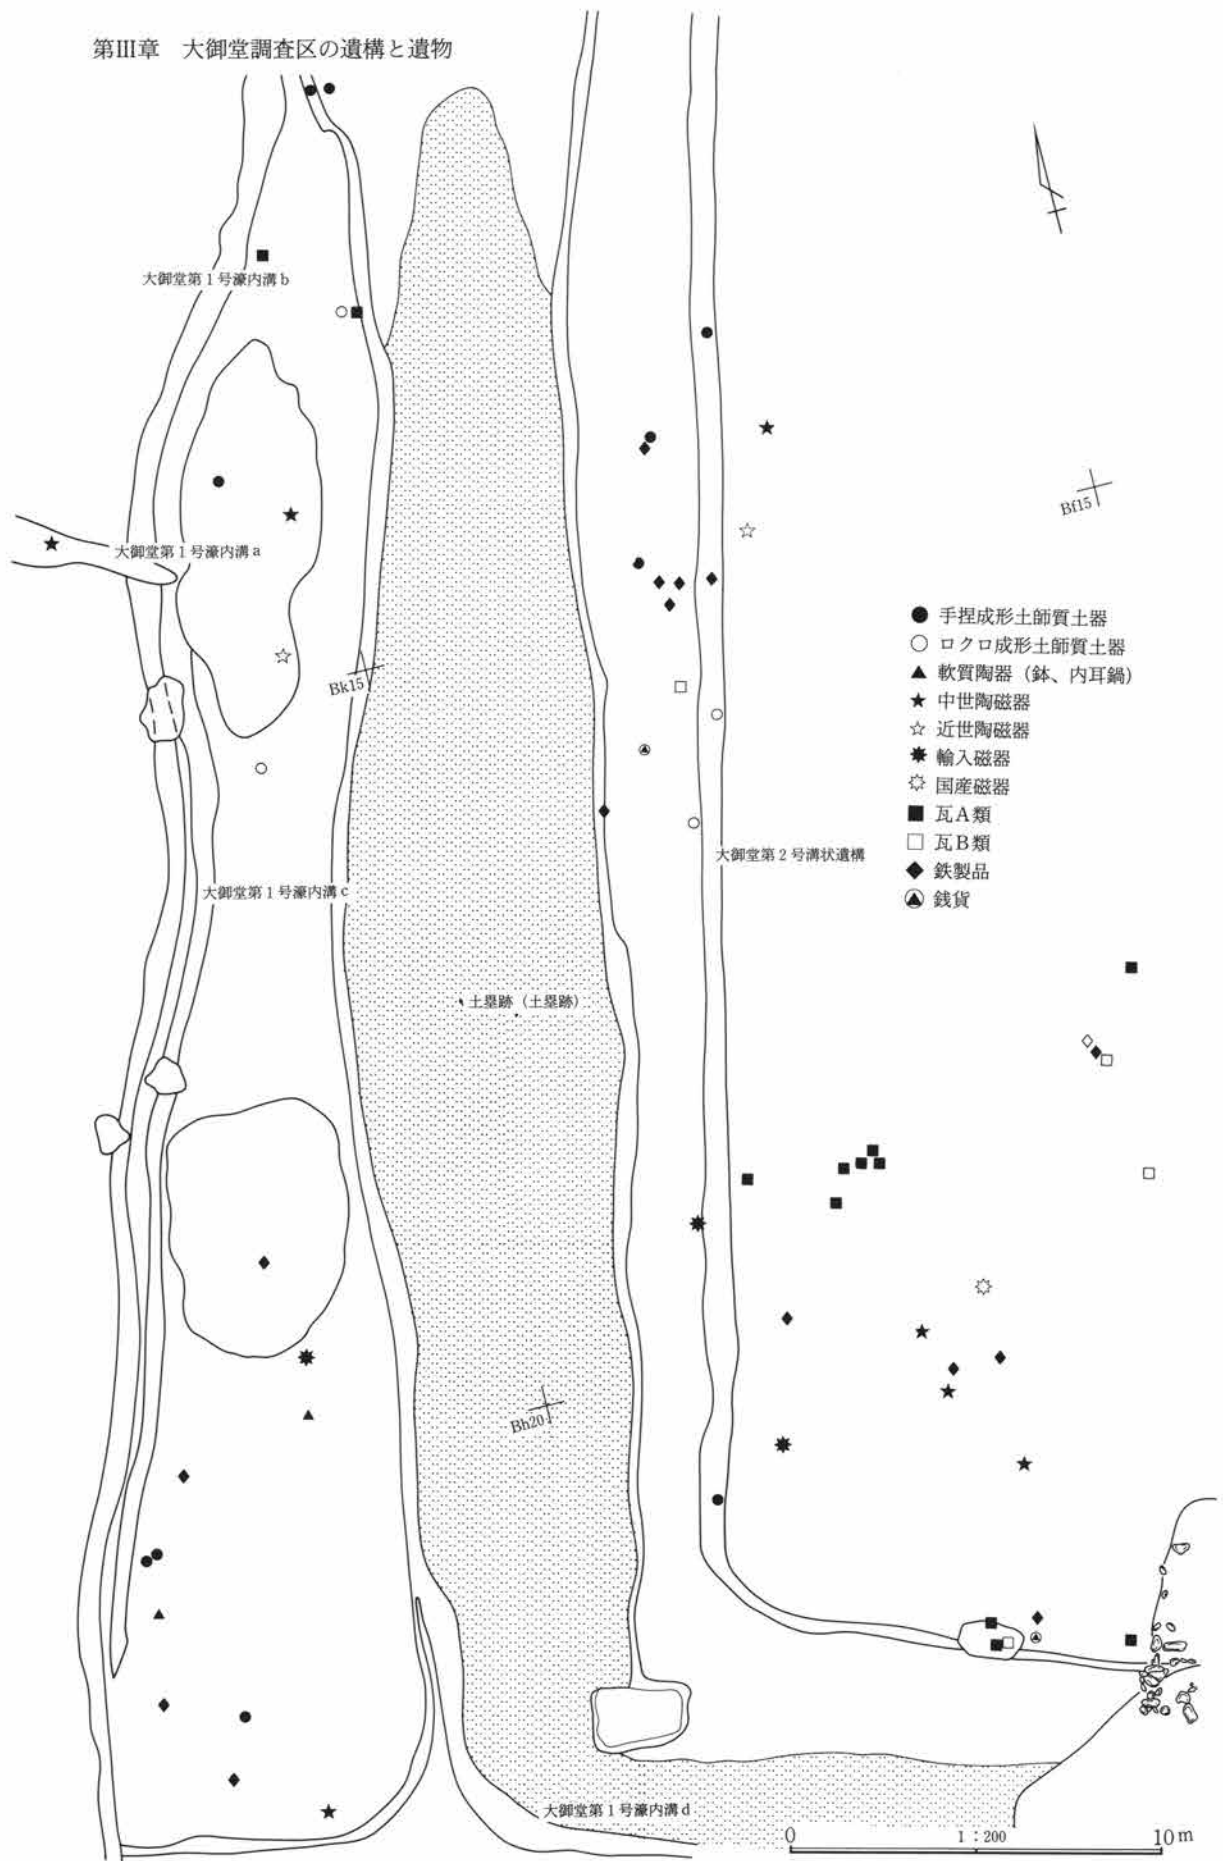 第Ⅲ章　大御堂調査区の遺構と遺物
大御堂第1号濠内溝b
Bf15
大御堂第1号濠内溝a
手捏成形土師質土器
ロクロ成形土師質土器
軟質陶器（鉢、内耳鍋）
中世陶磁器
近世陶磁器
輸入磁器
国産磁器
瓦A類
瓦B類
鉄製品
銭貨
Bk15
大御堂第2号溝状遺構
大御堂第1号濠内溝c
土塁跡（土塁跡）
Bh20
大御堂第1号濠内溝d
0　1：200　10m